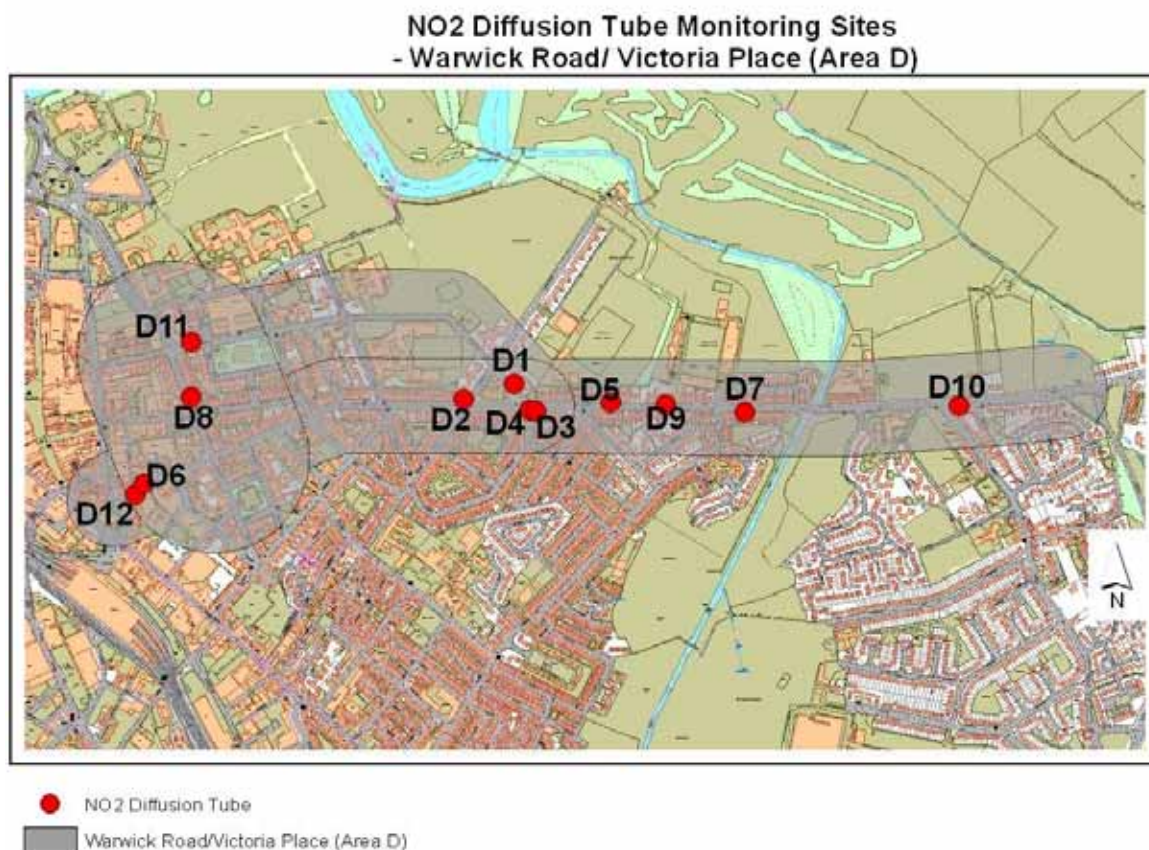 NO2 Diffusion Tube Monitoring Sites
- Warwick Road/ Victoria Place (Area D)
D11
D1
D8
D2
D4
D3
D5
D9
D7
D10
D6
D12
N
NO2 Diffusion Tube
Warwick Road/Victoria Place (Area D)